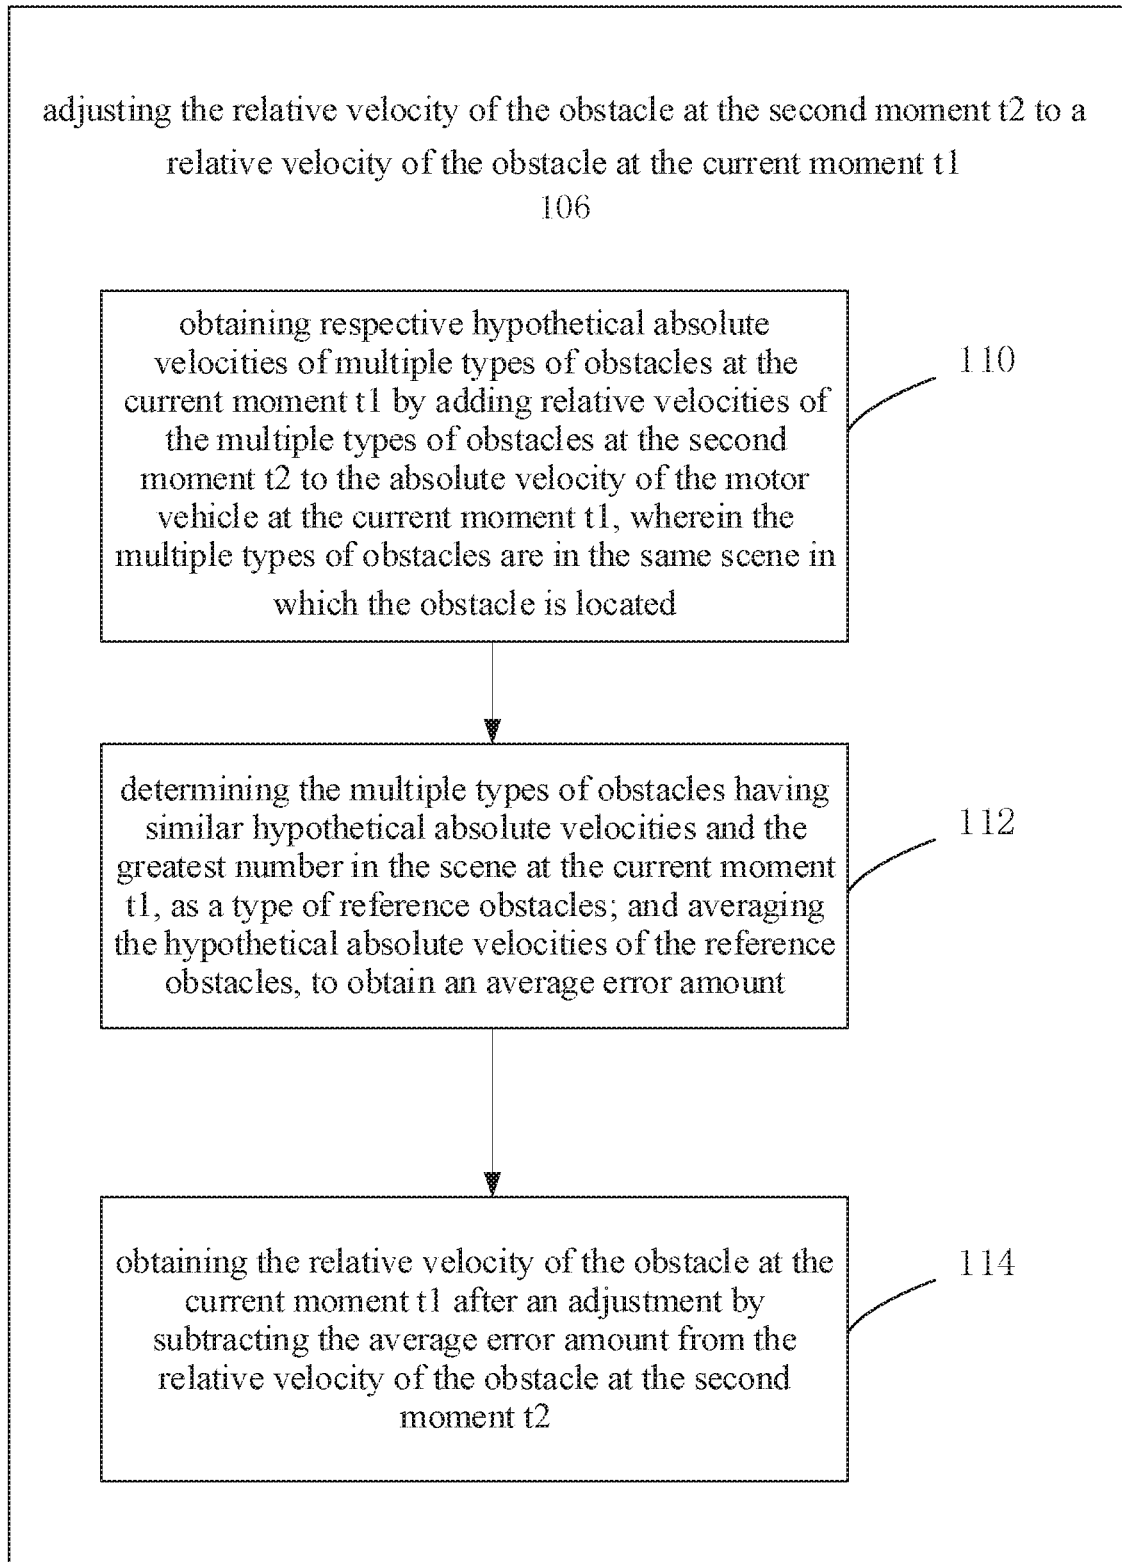 adjusting the relative velocity of the obstacle at the second moment t2 to a
relative velocity of the obstacle at the current moment t1
106
obtaining respective hypothetical absolute
velocities of multiple types of obstacles at the
current moment t1 by adding relative velocities of
the multiple types of obstacles at the second
moment t2 to the absolute velocity of the motor
vehicle at the current moment t1, wherein the
multiple types of obstacles are in the same scene in
which the obstacle is located
110
determining the multiple types of obstacles having
similar hypothetical absolute velocities and the
greatest number in the scene at the current moment
t1, as a type of reference obstacles; and averaging
the hypothetical absolute velocities of the reference
obstacles, to obtain an average error amount
112
obtaining the relative velocity of the obstacle at the
current moment t1 after an adjustment by
subtracting the average error amount from the
relative velocity of the obstacle at the second
moment t2
114